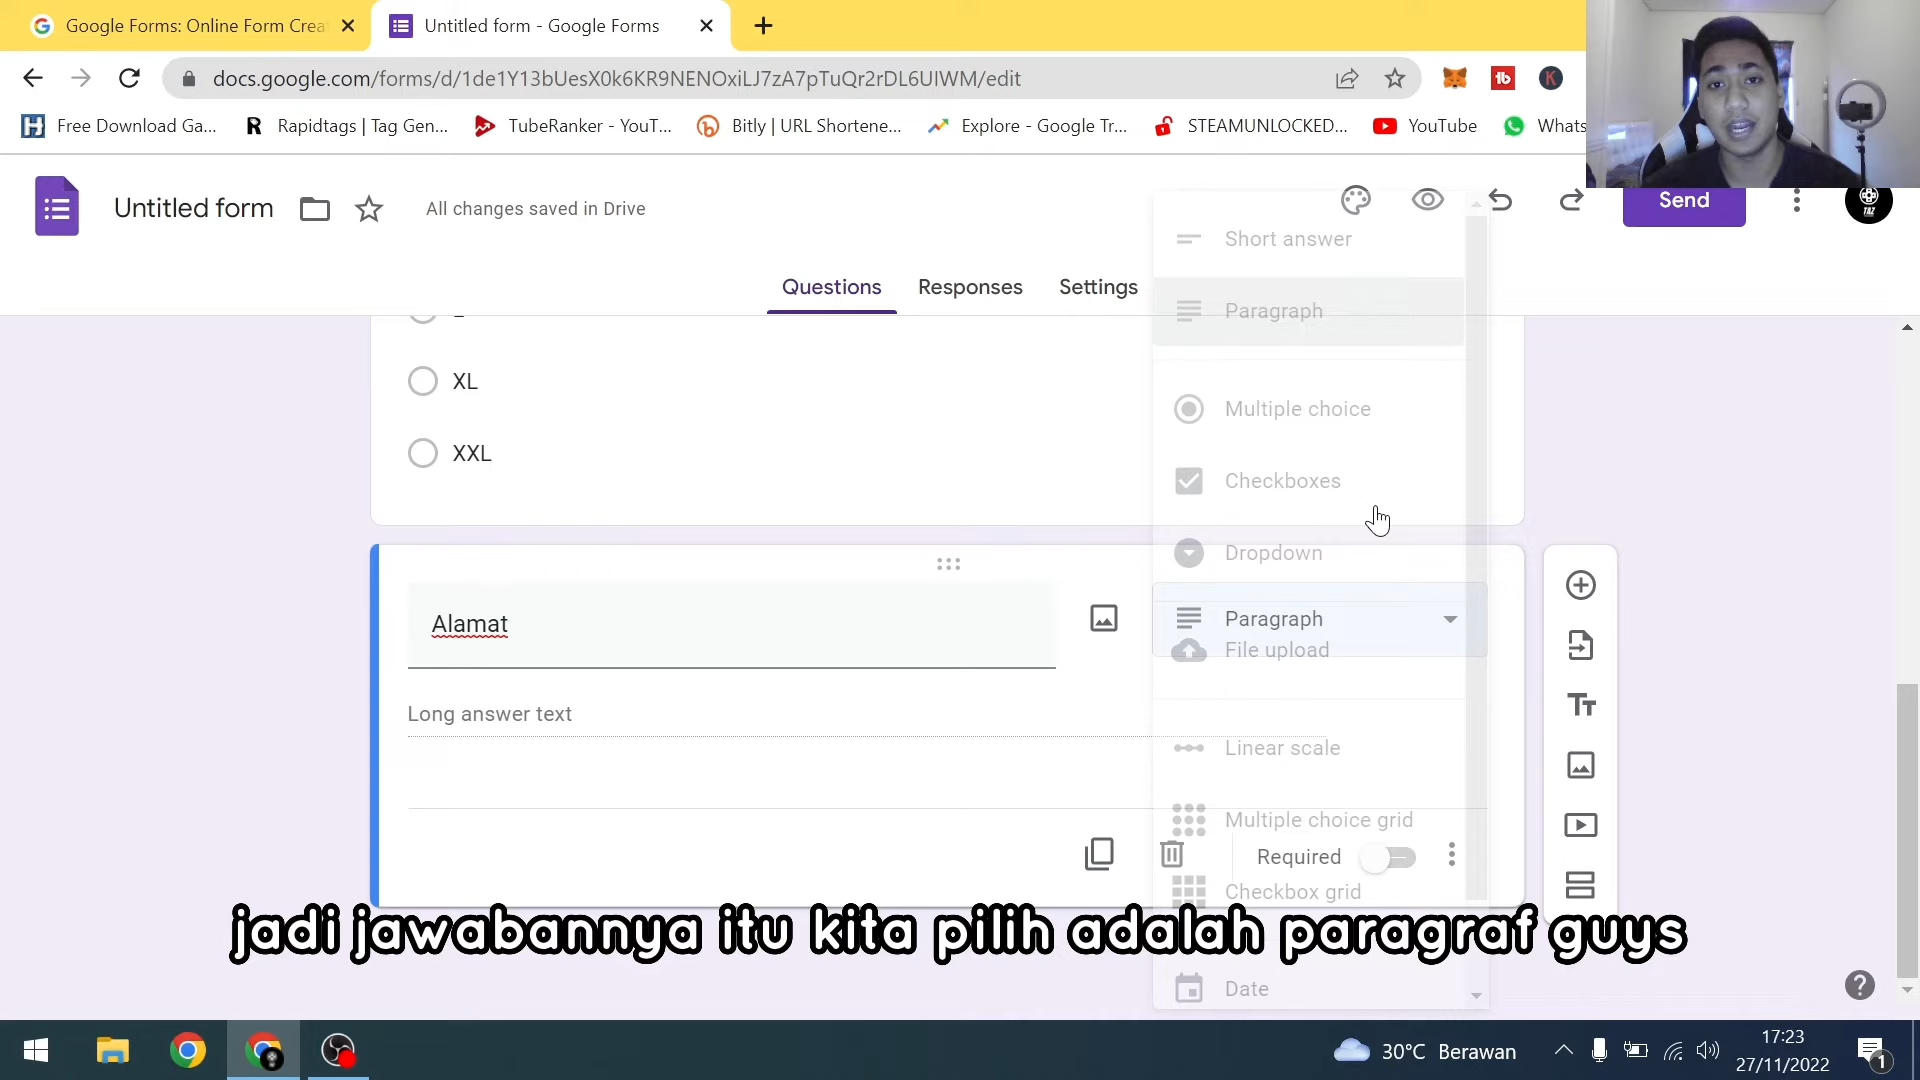 Google Forms: Online Form Crea
Untitled form - Google Forms
docs.google.com/forms/d/1de1Y13bUesX0k6KR9NENOxiLJ7zA7pTuQr2rDL6UIWM/edit
Free Download Ga...
Rapidtags | Tag Gen...
TubeRanker - YouT...
Bitly | URL Shortene...
Explore - Google Tr...
STEAMUNLOCKED...
YouTube
Whats
Untitled form
All changes saved in Drive
Send
Questions
Responses
Settings
Short answer
Paragraph
Multiple choice
Checkboxes
Dropdown
File upload
Linear scale
Multiple choice grid
Checkbox grid
Date
XL
XXL
Alamat
Paragraph
Long answer text
Required
jadi jawabannya itu kita pilih adalah paragraf guys
30°C Berawan
17:23
27/11/2022
1